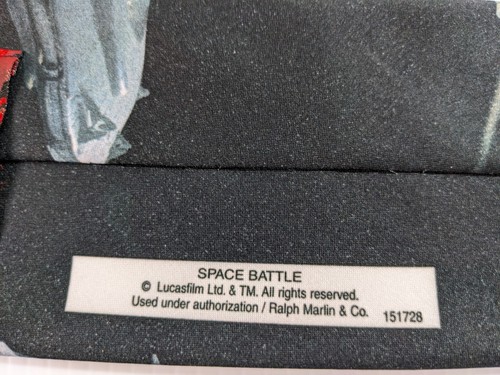 SPACE BATTLE
© Lucasfilm Ltd. & TM. All rights reserved.
Used under authorization / Ralph Marlin & Co. 151728